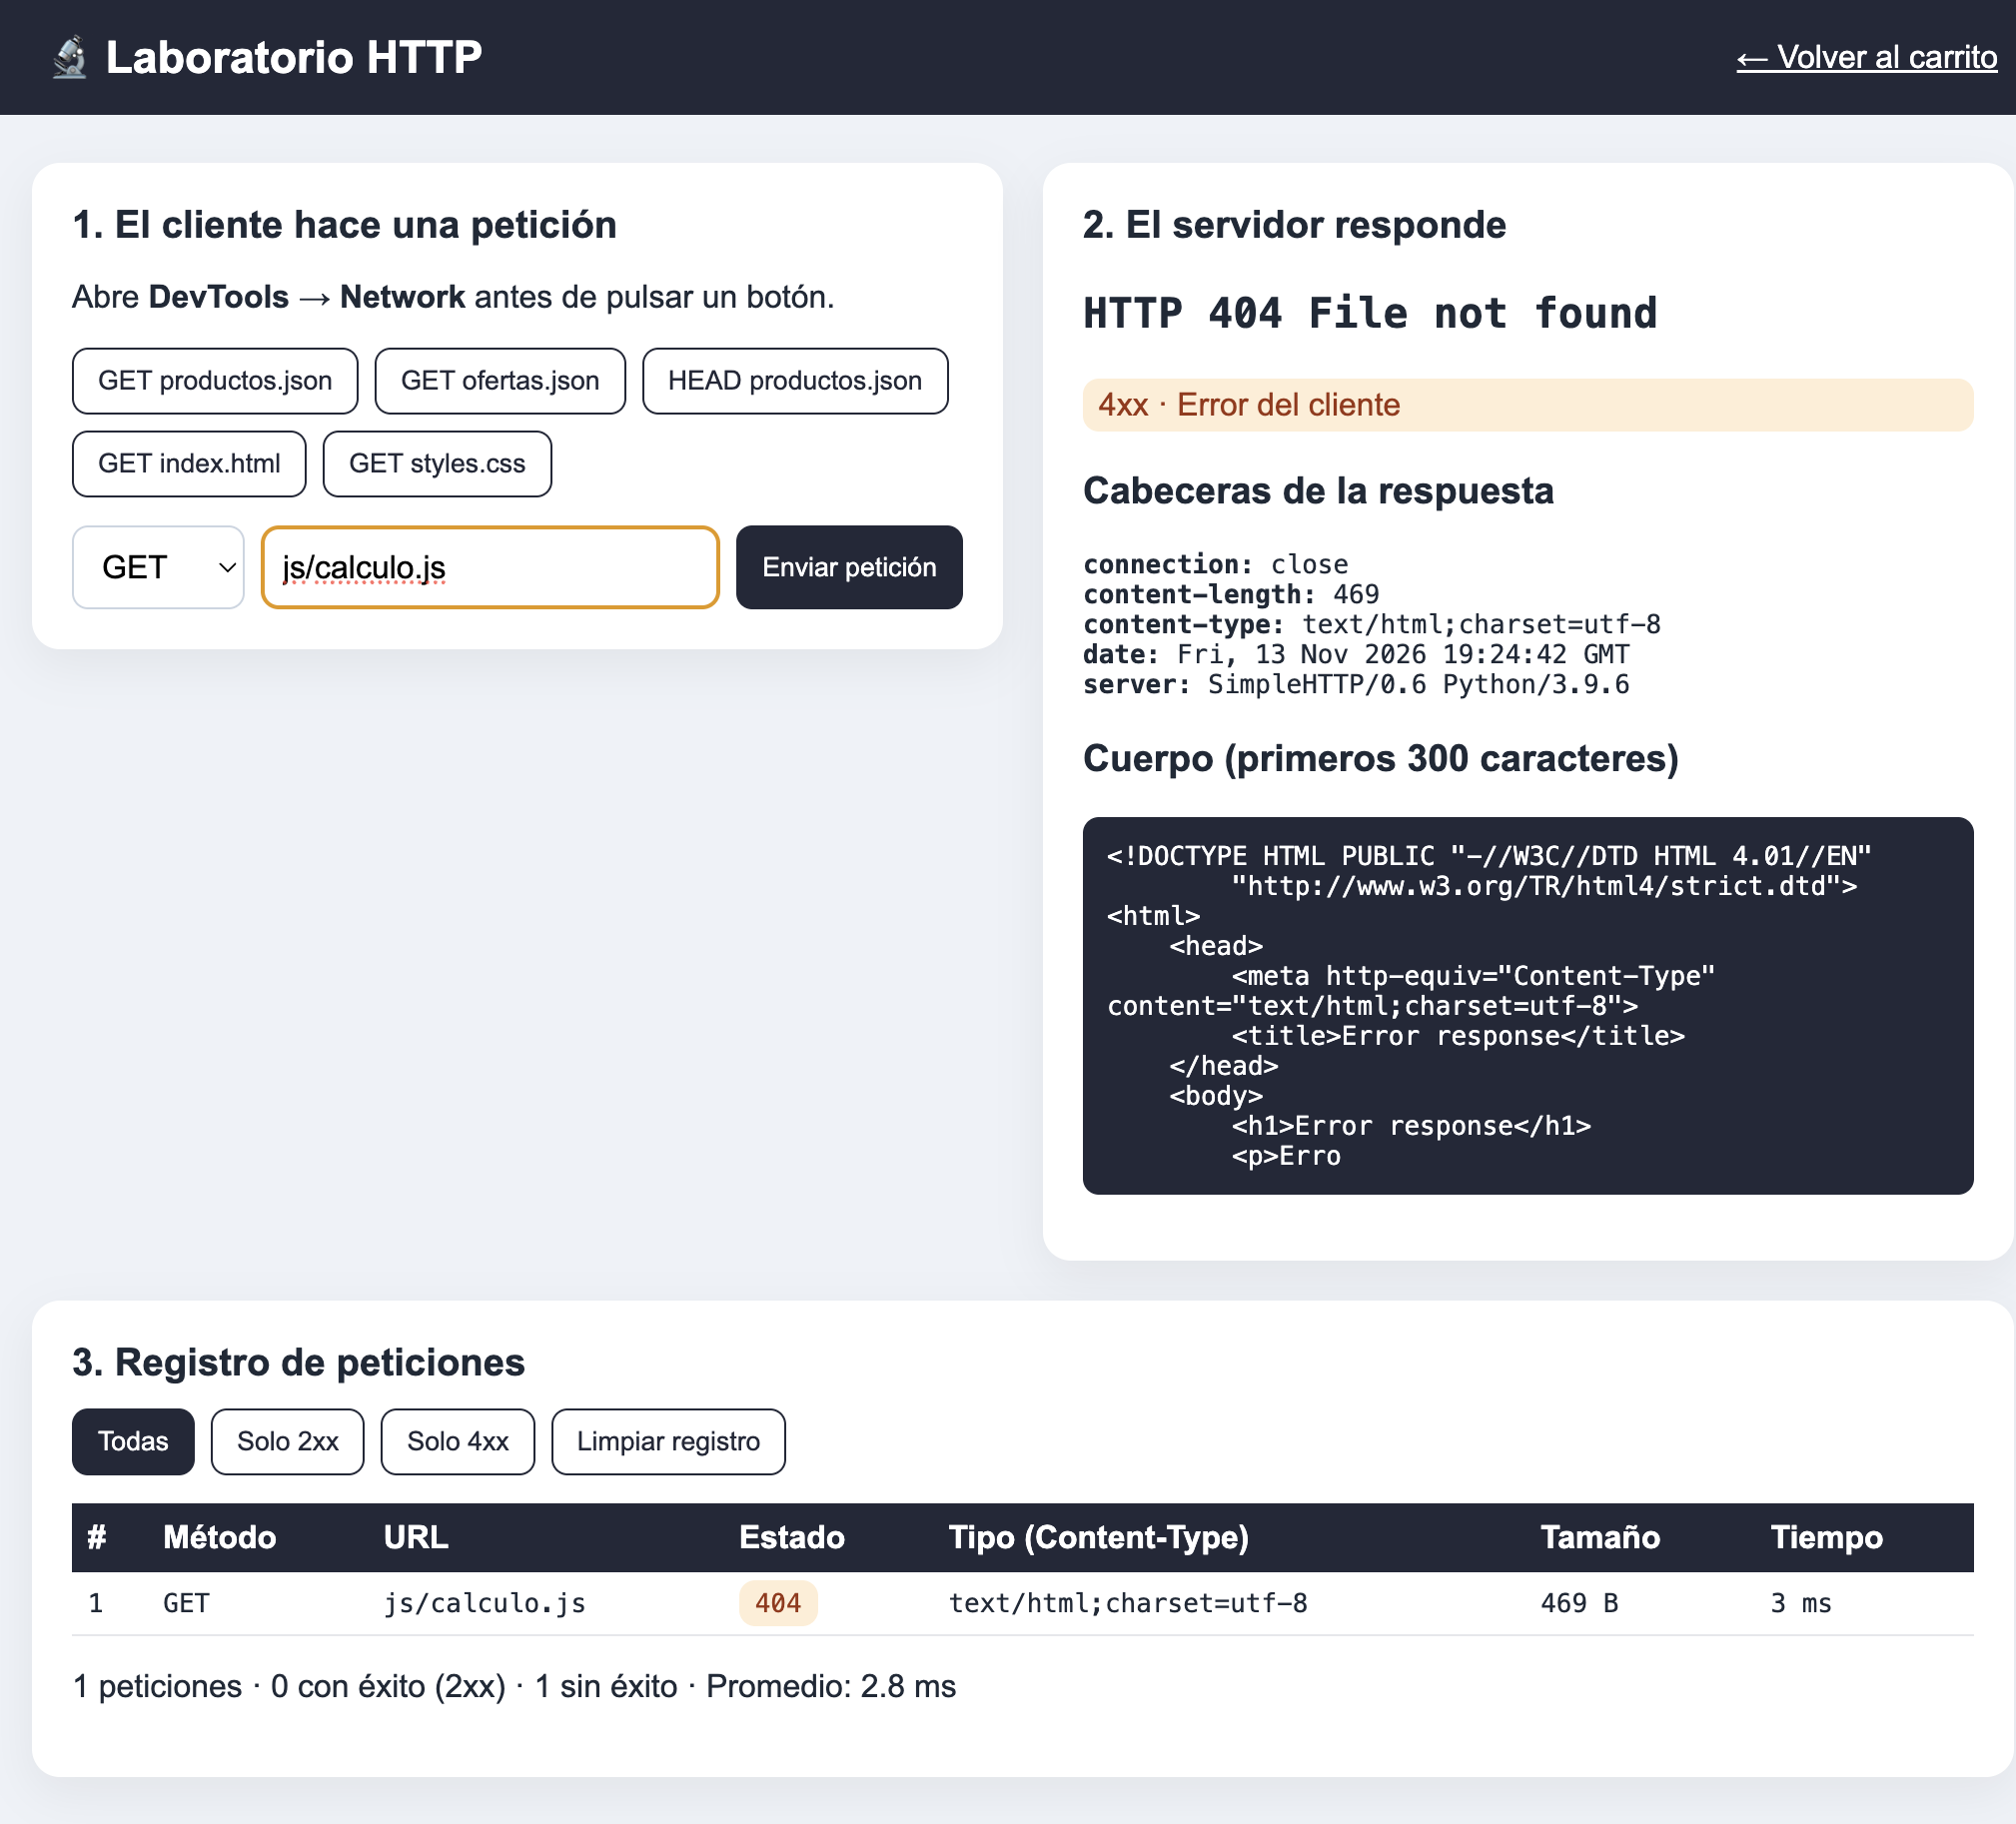 🔬 Laboratorio HTTP
← Volver al carrito
1. El cliente hace una petición
Abre DevTools → Network antes de pulsar un botón.
GET productos.json
GET ofertas.json
HEAD productos.json
GET index.html
GET styles.css
GET
js/calculo.js
Enviar petición
2. El servidor responde
HTTP 404 File not found
4xx · Error del cliente
Cabeceras de la respuesta
connection: close
content-length: 469
content-type: text/html;charset=utf-8
date: Fri, 13 Nov 2026 19:24:42 GMT
server: SimpleHTTP/0.6 Python/3.9.6
Cuerpo (primeros 300 caracteres)
<!DOCTYPE HTML PUBLIC "-//W3C//DTD HTML 4.01//EN"
"http://www.w3.org/TR/html4/strict.dtd">
<html>
<head>
<meta http-equiv="Content-Type"
content="text/html;charset=utf-8">
<title>Error response</title>
</head>
<body>
<h1>Error response</h1>
<p>Erro
3. Registro de peticiones
Todas
Solo 2xx
Solo 4xx
Limpiar registro
# Método URL Estado Tipo (Content-Type) Tamaño Tiempo
1 GET js/calculo.js 404 text/html;charset=utf-8 469 B 3 ms
1 peticiones · 0 con éxito (2xx) · 1 sin éxito · Promedio: 2.8 ms